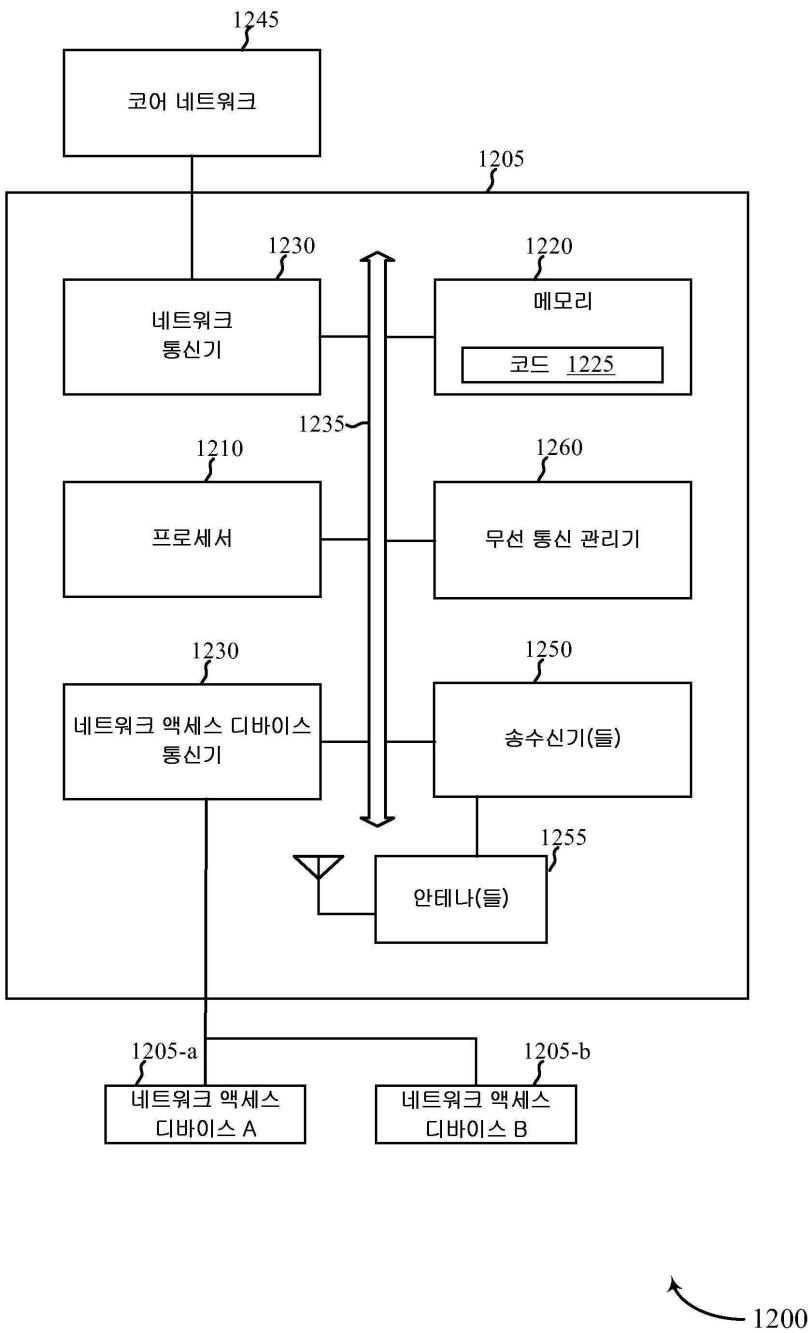 1245
코어 네트워크
1205
1230
네트워크
통신기
1220
메모리
코드 1225
1235
1210
프로세서
1260
무선 통신 관리기
1230
네트워크 액세스 디바이스
통신기
1250
송수신기(들)
1255
안테나(들)
1205-a
네트워크 액세스
디바이스 A
1205-b
네트워크 액세스
디바이스 B
1200